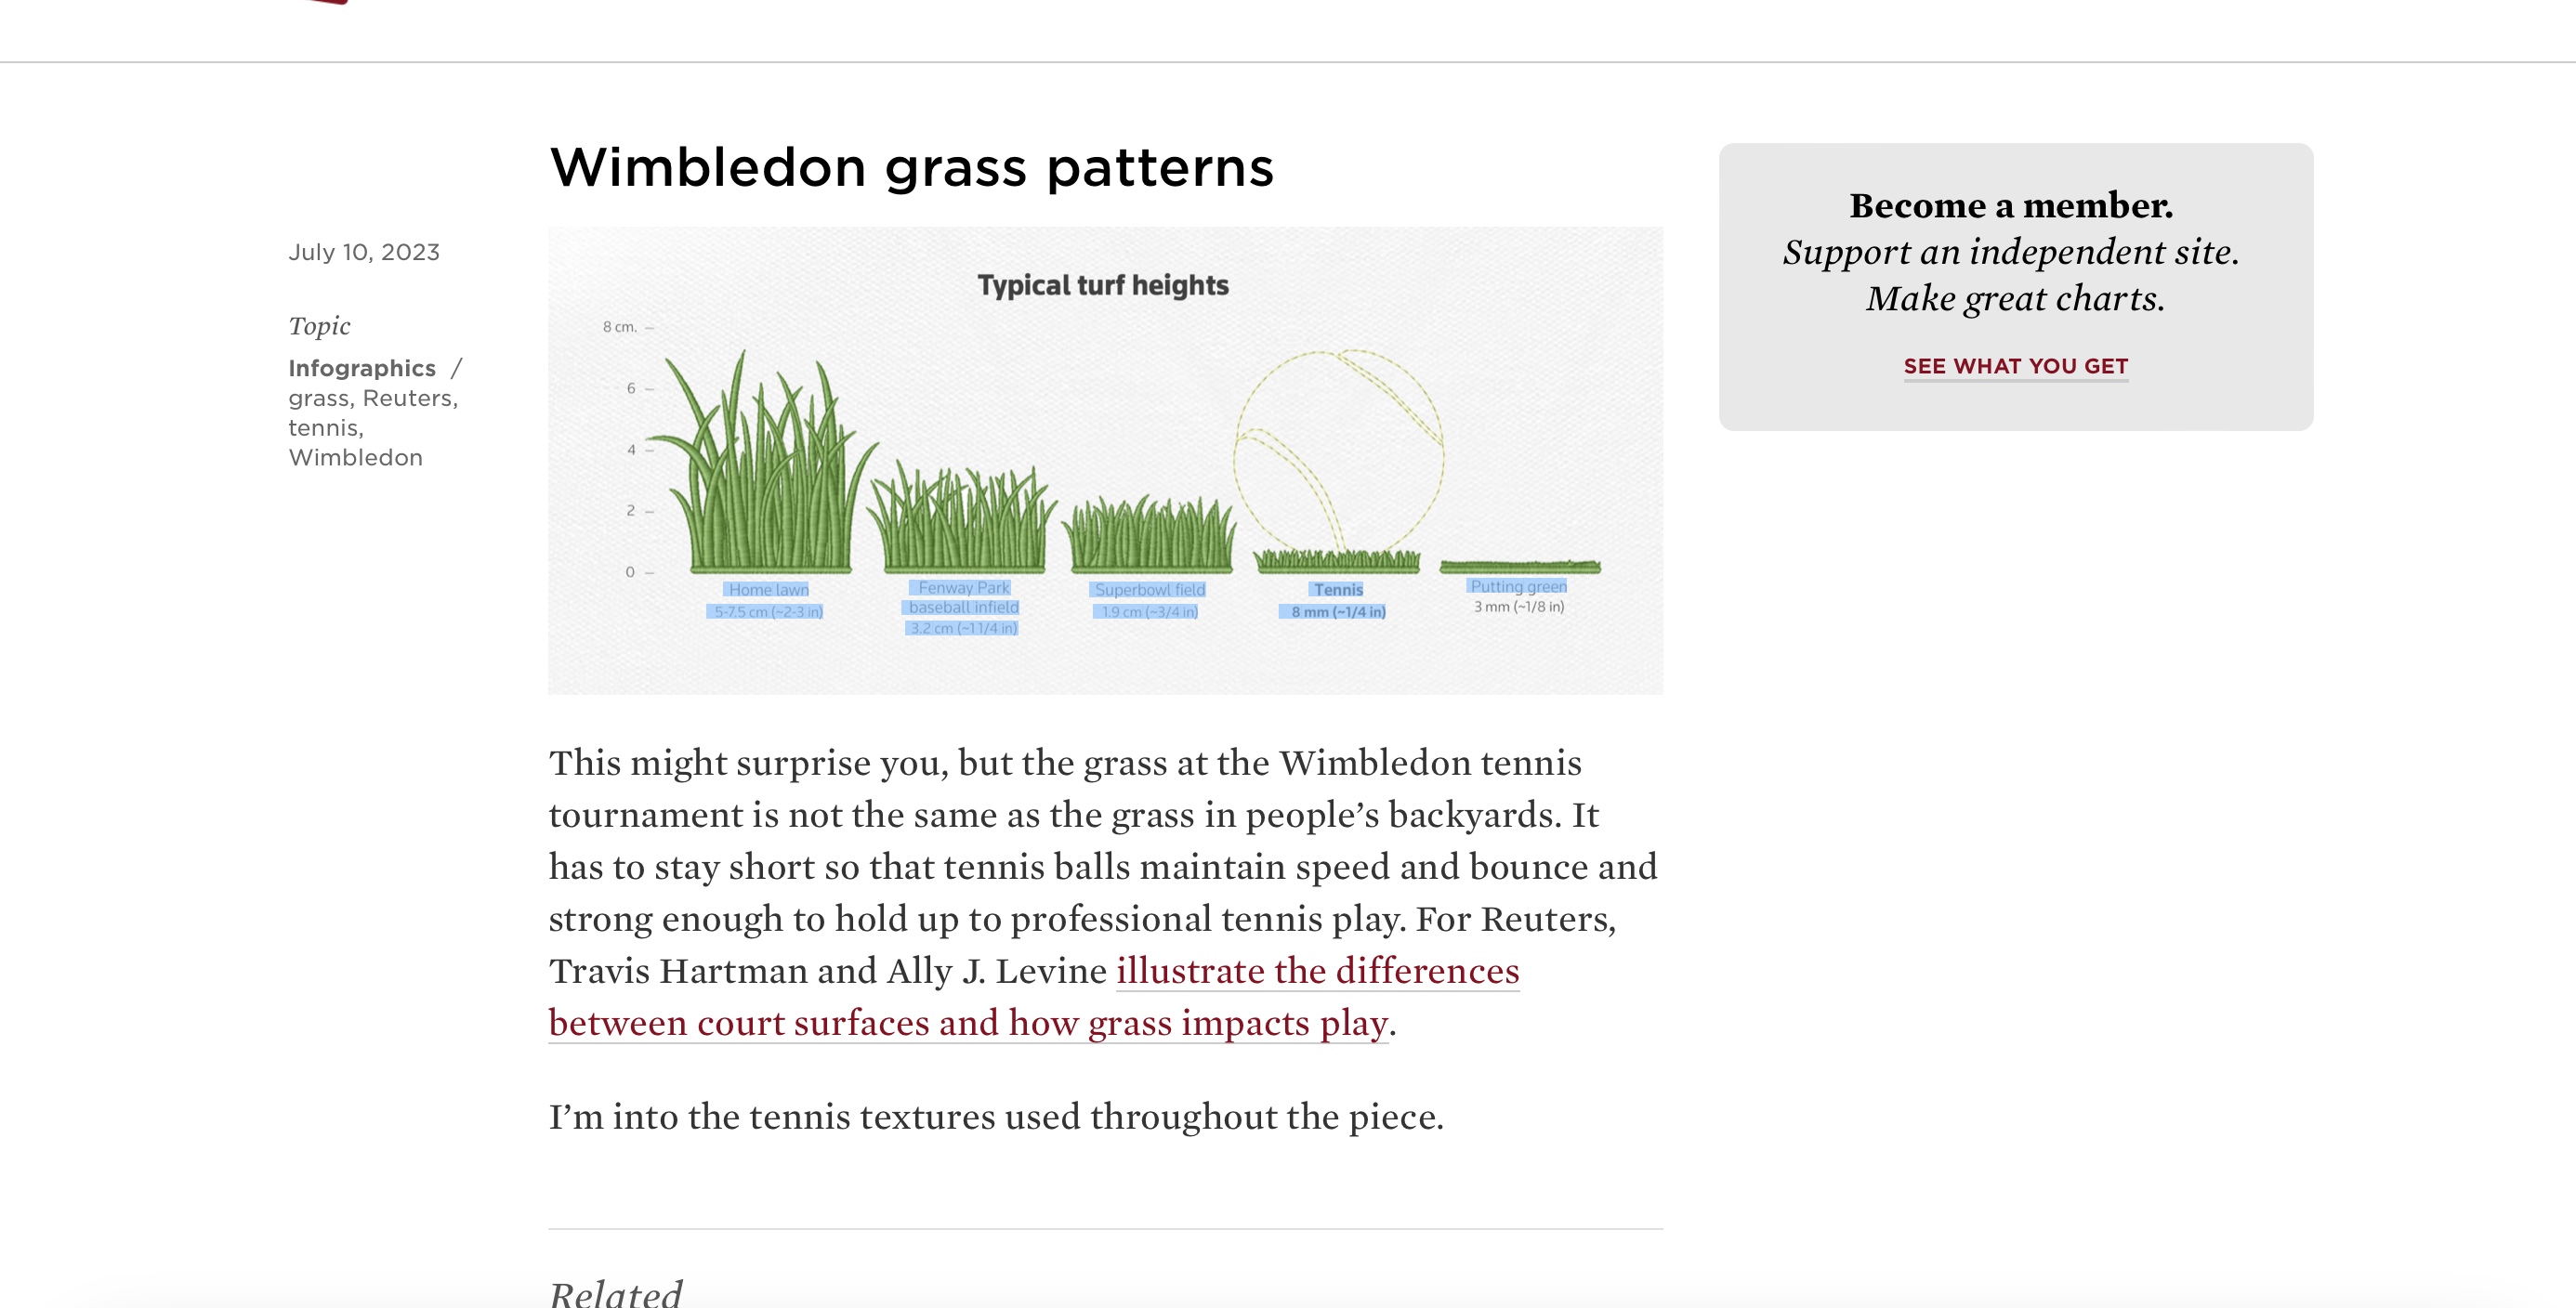 Wimbledon grass patterns
July 10, 2023
Topic
Infographics /
grass, Reuters,
tennis,
Wimbledon
Typical turf heights
8 cm.
6
4
2
0
Home lawn
5-7.5 cm (~2-3 in)
Fenway Park
baseball infield
3.2 cm (~1 1/4 in)
Superbowl field
1.9 cm (~3/4 in)
Tennis
8 mm (~1/4 in)
Putting green
3 mm (~1/8 in)
This might surprise you, but the grass at the Wimbledon tennis
tournament is not the same as the grass in people’s backyards. It
has to stay short so that tennis balls maintain speed and bounce and
strong enough to hold up to professional tennis play. For Reuters,
Travis Hartman and Ally J. Levine illustrate the differences
between court surfaces and how grass impacts play.
I’m into the tennis textures used throughout the piece.
Related
Become a member.
Support an independent site.
Make great charts.
SEE WHAT YOU GET